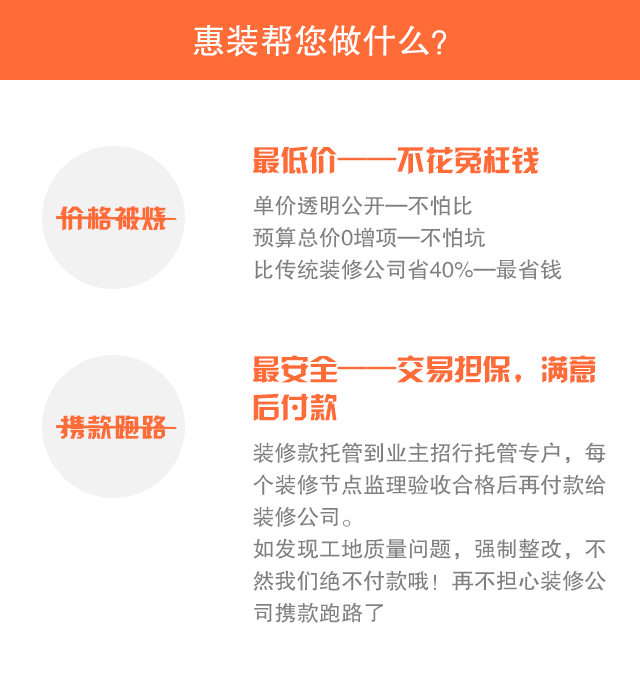 惠装帮您做什么?
价格被烧
最低价——不花冤枉钱
单价透明公开—不怕比
预算总价0增项—不怕坑
比传统装修公司省40%—最省钱
携款跑路
最安全——交易担保，满意
后付款
装修款托管到业主招行托管专户，每
个装修节点监理验收合格后再付款给
装修公司。
如发现工地质量问题，强制整改，不
然我们绝不付款哦！再不担心装修公
司携款跑路了